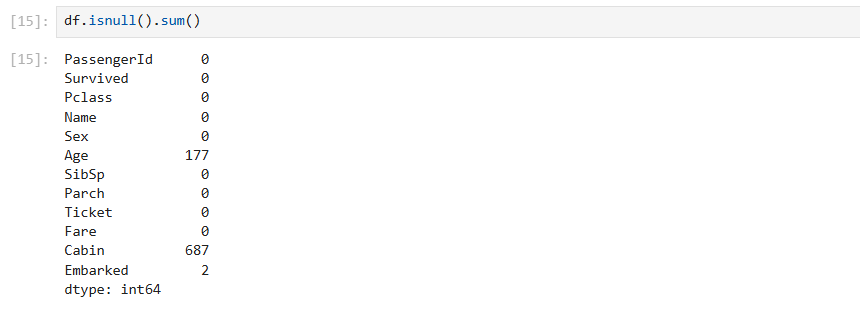 [15]: df.isnull().sum()
[15]: PassengerId 0
Survived 0
Pclass 0
Name 0
Sex 0
Age 177
SibSp 0
Parch 0
Ticket 0
Fare 0
Cabin 687
Embarked 2
dtype: int64